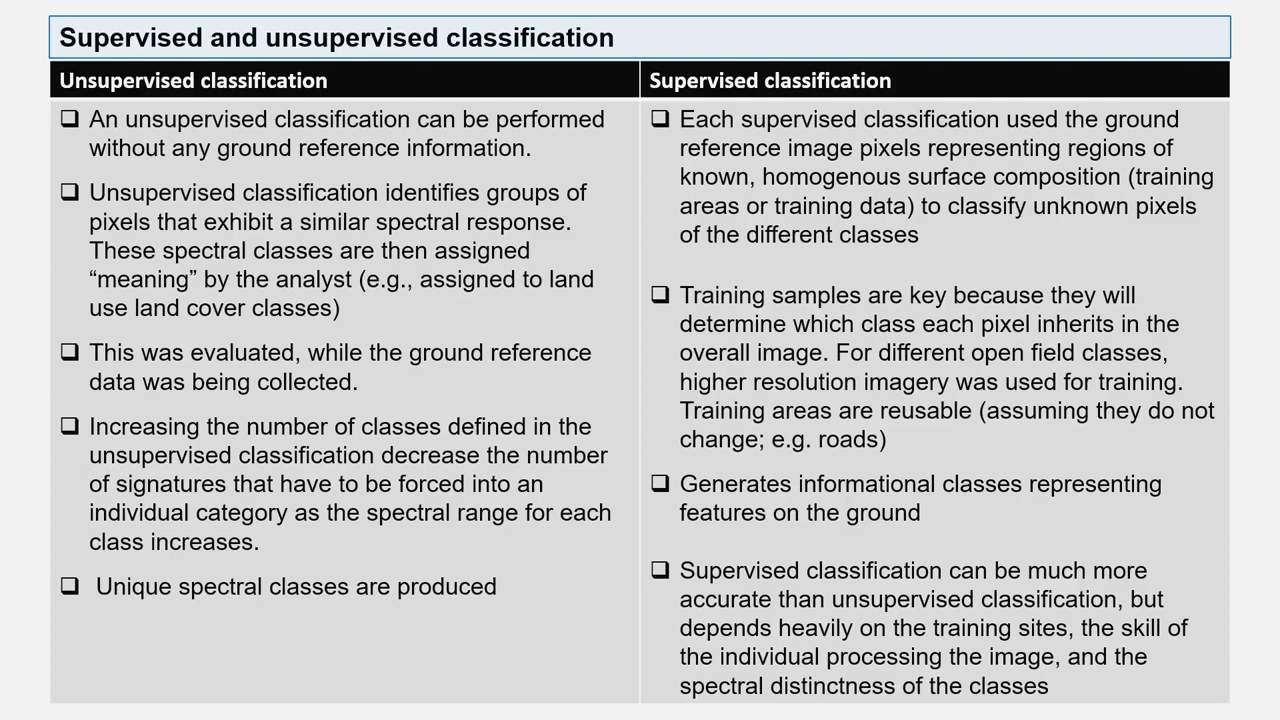 Supervised and unsupervised classification
Unsupervised classification
❑ An unsupervised classification can be performed
without any ground reference information.
❑ Unsupervised classification identifies groups of
pixels that exhibit a similar spectral response.
These spectral classes are then assigned
“meaning” by the analyst (e.g., assigned to land
use land cover classes)
❑ This was evaluated, while the ground reference
data was being collected.
❑ Increasing the number of classes defined in the
unsupervised classification decrease the number
of signatures that have to be forced into an
individual category as the spectral range for each
class increases.
❑ Unique spectral classes are produced
Supervised classification
❑ Each supervised classification used the ground
reference image pixels representing regions of
known, homogenous surface composition (training
areas or training data) to classify unknown pixels
of the different classes
❑ Training samples are key because they will
determine which class each pixel inherits in the
overall image. For different open field classes,
higher resolution imagery was used for training.
Training areas are reusable (assuming they do not
change; e.g. roads)
❑ Generates informational classes representing
features on the ground
❑ Supervised classification can be much more
accurate than unsupervised classification, but
depends heavily on the training sites, the skill of
the individual processing the image, and the
spectral distinctness of the classes